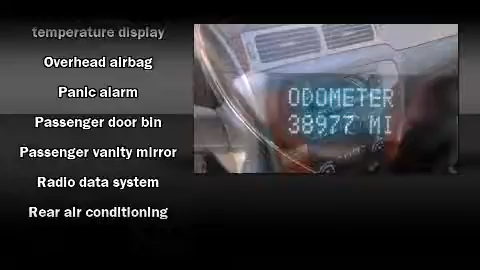 temperature display
Overhead airbag
Panic alarm
Passenger door bin
Passenger vanity mirror
Radio data system
Rear air conditioning
ODOMETER
38977 MI